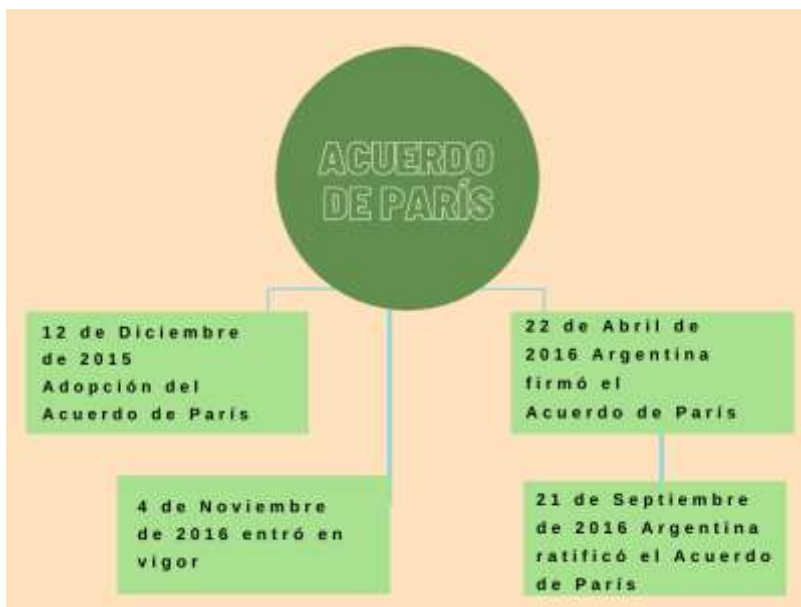 ACUERDO
DE PARÍS
12 de Diciembre
de 2015
Adopción del
Acuerdo de París
22 de Abril de
2016 Argentina
firmó el
Acuerdo de París
4 de Noviembre
de 2016 entró en
vigor
21 de Septiembre
de 2016 Argentina
ratificó el Acuerdo
de París